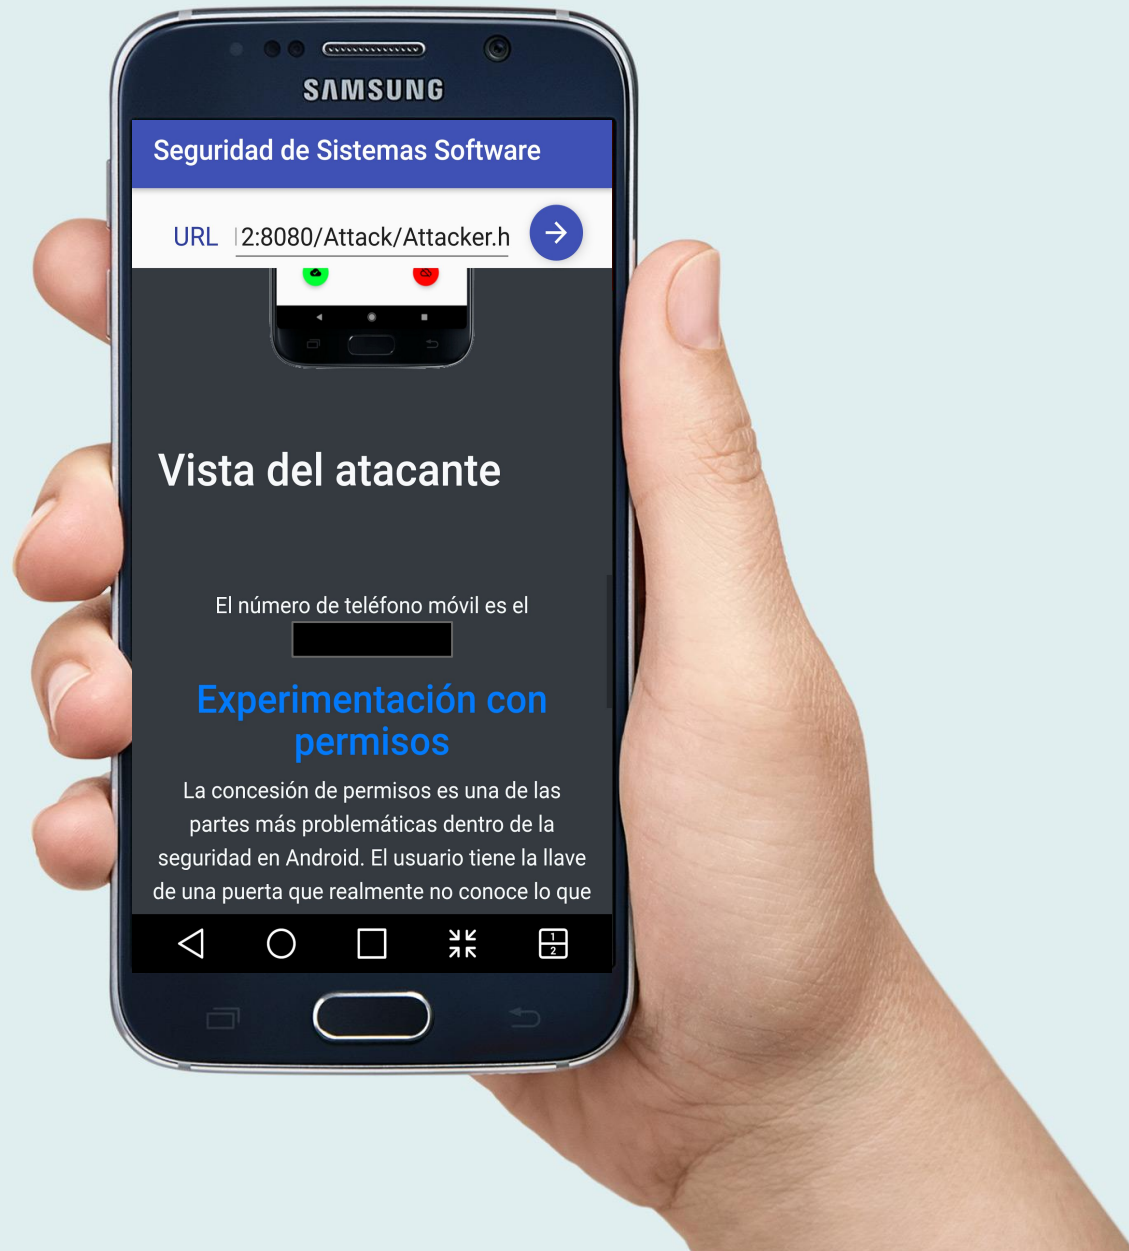 SAMSUNG
Seguridad de Sistemas Software
URL 2:8080/Attack/Attacker.h
Vista del atacante
El número de teléfono móvil es el
Experimentación con
permisos
La concesión de permisos es una de las
partes más problemáticas dentro de la
seguridad en Android. El usuario tiene la llave
de una puerta que realmente no conoce lo que
1
2